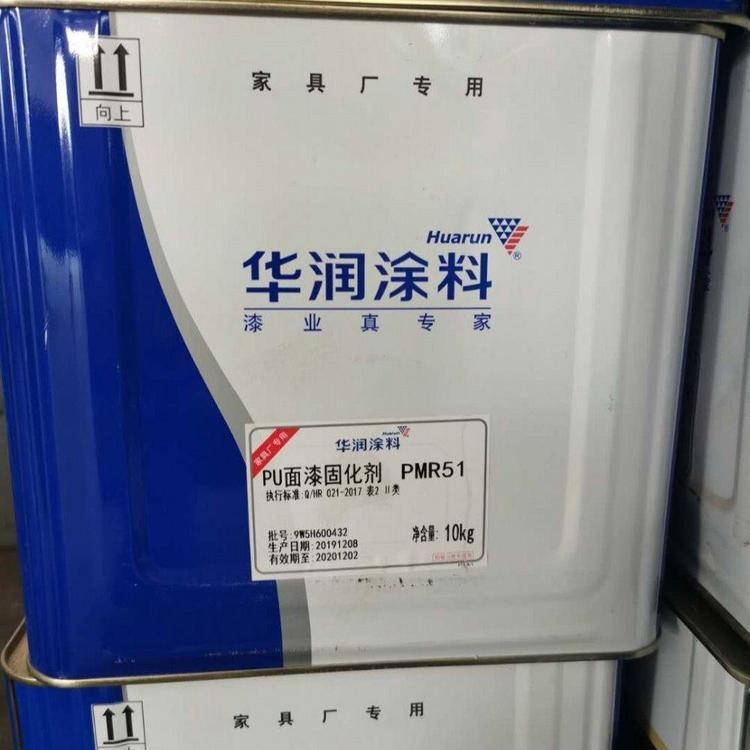 向上
家具厂专用
Huarun
®
华润涂料
漆业真专家
家具厂专用
Huarun
华润涂料
PU面漆固化剂 PMR51
执行标准:Q/HR 021-2017 表2 II类
批号:9W5H600432
净含量: 10kg
生产日期:20191208
有效期至:20201202
家具厂专用